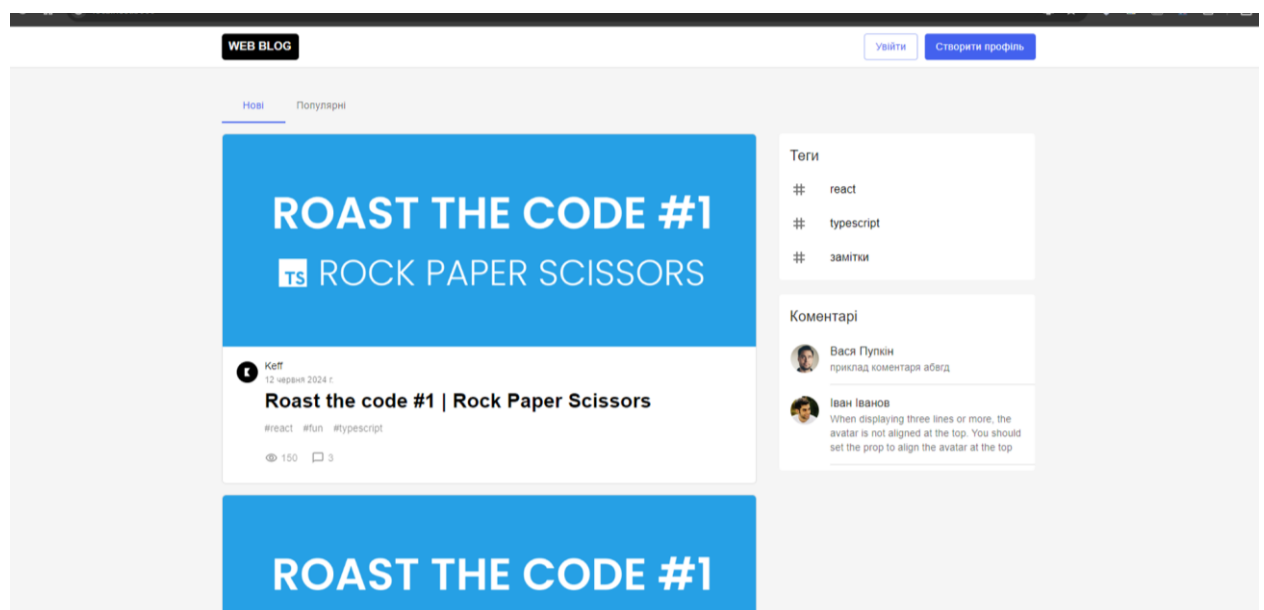 WEB BLOG
Увійти
Створити профіль
Нові
Популярні
ROAST THE CODE #1
TS ROCK PAPER SCISSORS
Keff
12 червня 2024 г.
Roast the code #1 | Rock Paper Scissors
#react #fun #typescript
150 3
ROAST THE CODE #1
Теги
# react
# typescript
# замітки
Коментарі
Вася Пупкін
приклад коментаря абвгд
Іван Іванов
When displaying three lines or more, the
avatar is not aligned at the top. You should
set the prop to align the avatar at the top